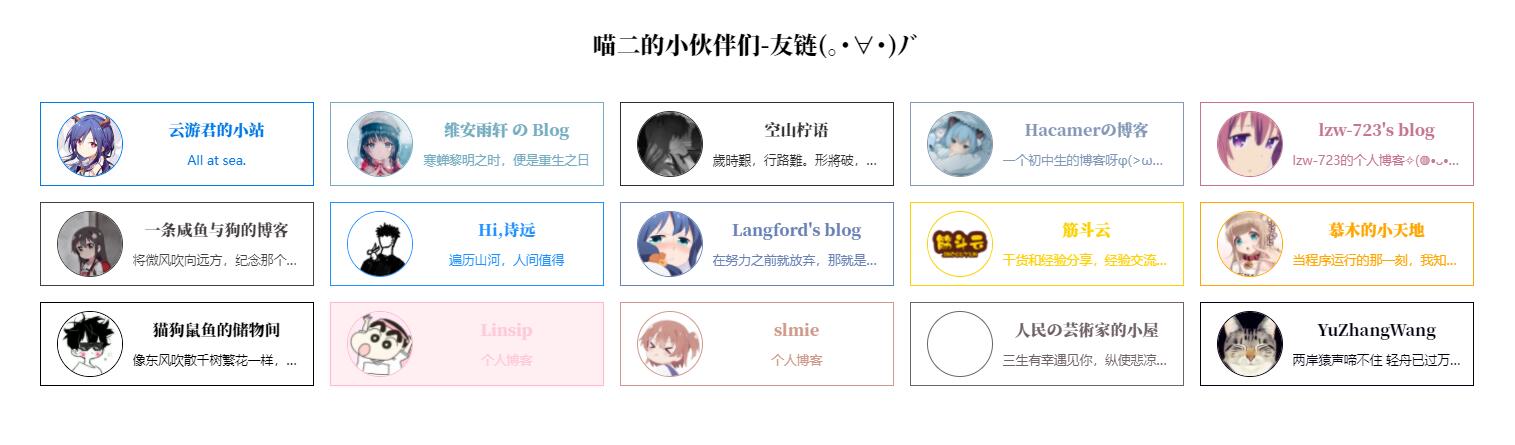 喵二的小伙伴们-友链(｡･∀･)ﾉﾞ
云游君的小站
All at sea.
维安雨轩 の Blog
寒蝉黎明之时，便是重生之日
空山柠语
歲時艱，行路難。形將破，...
Hacamerの博客
一个初中生的博客呀φ(>ω...
lzw-723's blog
lzw-723的个人博客✧(◍•ᴗ•...
一条咸鱼与狗的博客
将微风吹向远方，纪念那个...
Hi,诗远
遍历山河，人间值得
Langford's blog
在努力之前就放弃，那就是...
筋斗云
筋斗云
干货和经验分享，经验交流...
慕木的小天地
当程序运行的那一刻，我知...
猫狗鼠鱼的储物间
像东风吹散千树繁花一样，...
Linsip
个人博客
slmie
个人博客
人民の芸術家的小屋
三生有幸遇见你，纵使悲凉...
YuZhangWang
两岸猿声啼不住 轻舟已过万...